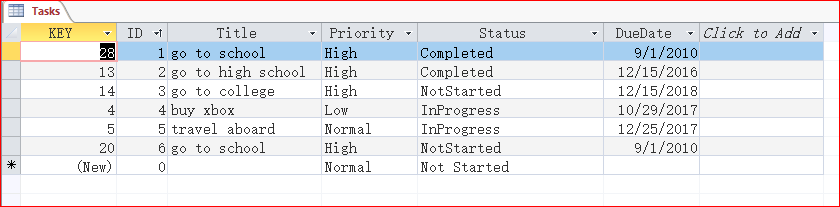 Tasks
KEY ID Title Priority Status DueDate Click to Add
28 1 go to school High Completed 9/1/2010
13 2 go to high school High Completed 12/15/2016
14 3 go to college High NotStarted 12/15/2018
4 4 buy xbox Low InProgress 10/29/2017
5 5 travel aboard Normal InProgress 12/25/2017
20 6 go to school High NotStarted 9/1/2010
* (New) 0 Normal Not Started